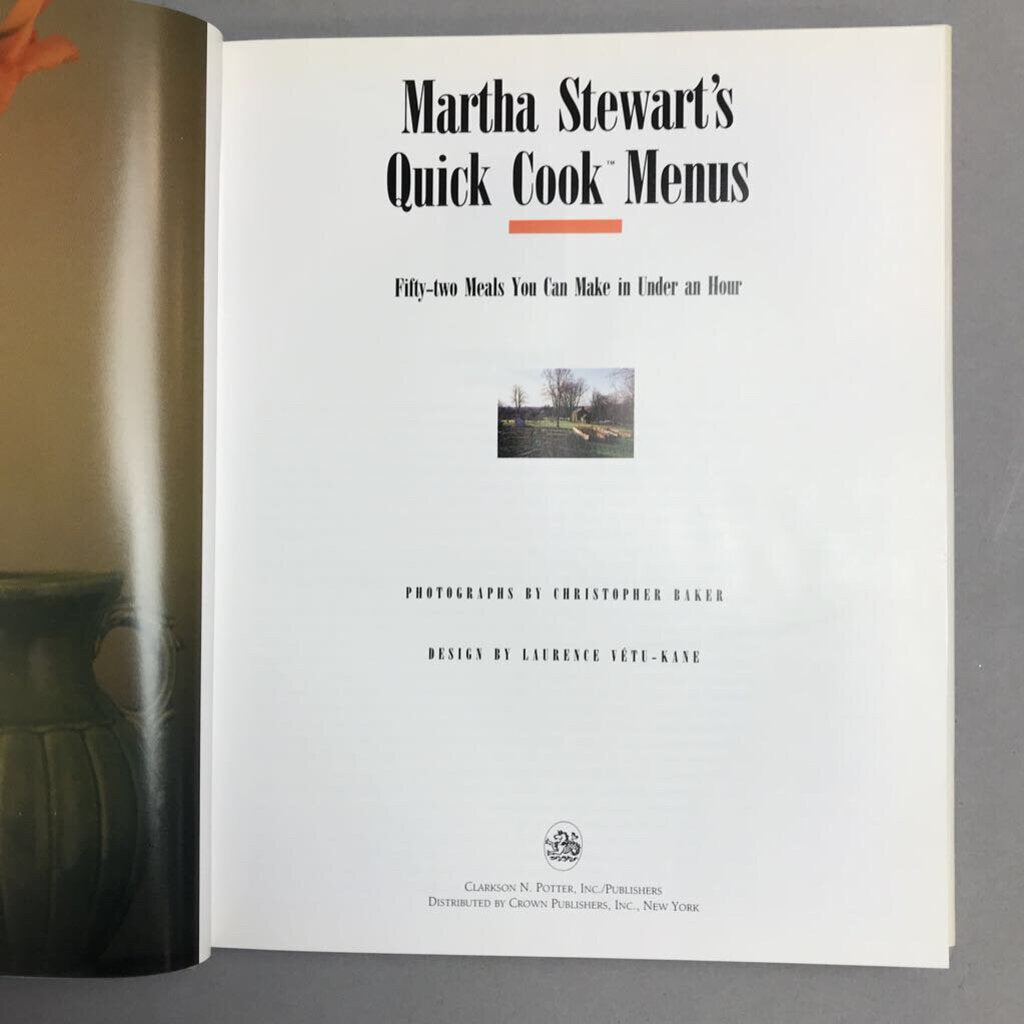 Martha Stewart's
Quick Cook™ Menus
Fifty-two Meals You Can Make in Under an Hour
PHOTOGRAPHS BY CHRISTOPHER BAKER
DESIGN BY LAURENCE VÉTU-KANE
CLARKSON N. POTTER, INC./PUBLISHERS
DISTRIBUTED BY CROWN PUBLISHERS, INC., NEW YORK